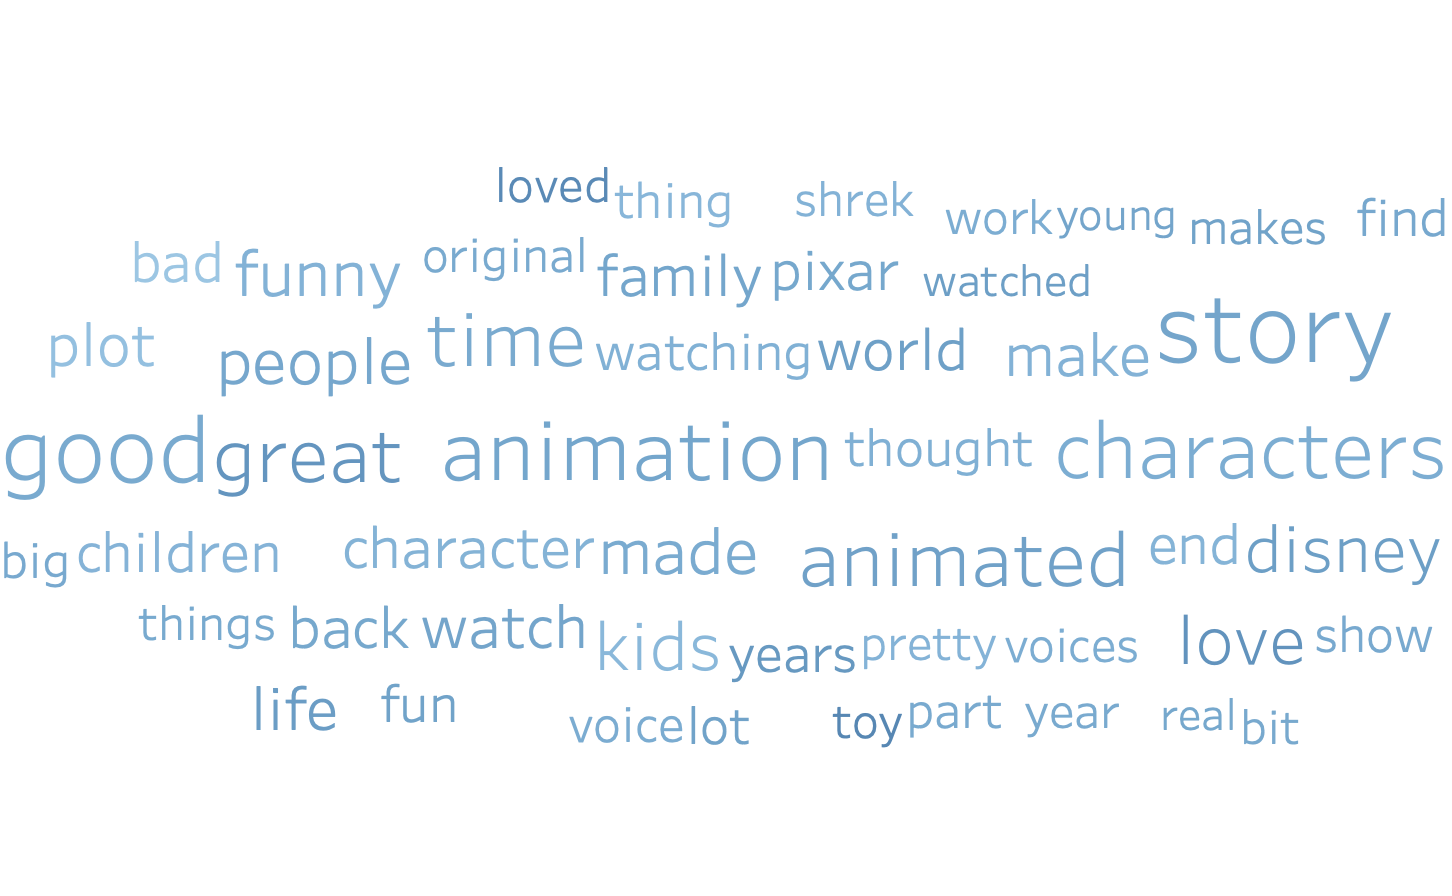 loved thing shrek work young makes find
bad funny original family pixar watched
plot people time watching world make story
good great animation thought characters
big children character made animated end disney
things back watch kids years pretty voices love show
life fun voice lot toy part year real bit